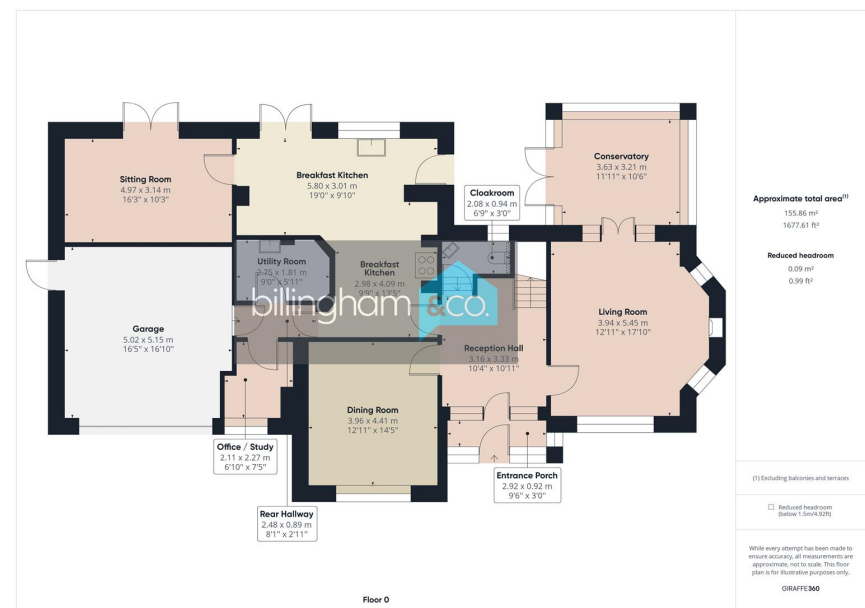 Sitting Room
4.97 x 3.14 m
16'3" x 10'3"
Breakfast Kitchen
5.80 x 3.01 m
19'0" x 9'10"
Cloakroom
2.08 x 0.94 m
6'9" x 3'0"
Conservatory
3.63 x 3.21 m
11'11" x 10'6"
Utility Room
2.75 x 1.81 m
9'0" x 5'11"
Breakfast
Kitchen
2.98 x 4.09 m
9'9" x 13'5"
billingham &co.
Garage
5.02 x 5.15 m
16'5" x 16'10"
Reception Hall
3.16 x 3.33 m
10'4" x 10'11"
Living Room
3.94 x 5.45 m
12'11" x 17'10"
Dining Room
3.96 x 4.41 m
12'11" x 14'5"
Office / Study
2.11 x 2.27 m
6'10" x 7'5"
Rear Hallway
2.48 x 0.89 m
8'1" x 2'11"
Entrance Porch
2.92 x 0.92 m
9'6" x 3'0"
Floor 0
Approximate total area(1)
155.86 m²
1677.61 ft²
Reduced headroom
0.09 m²
0.99 ft²
(1) Excluding balconies and terraces
Reduced headroom
(below 1.5m/4.92ft)
While every attempt has been made to
ensure accuracy, all measurements are
approximate, not to scale. This floor
plan is for illustrative purposes only.
GIRAFFE360